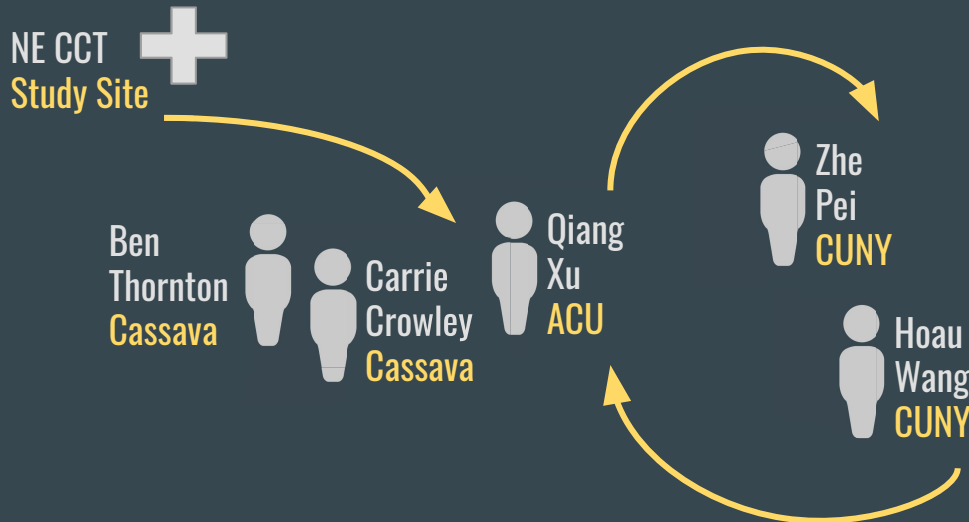 NE CCT
Study Site
Ben
Thornton
Cassava
Carrie
Crowley
Cassava
Qiang
Xu
ACU
Zhe
Pei
CUNY
Hoau
Wang
CUNY